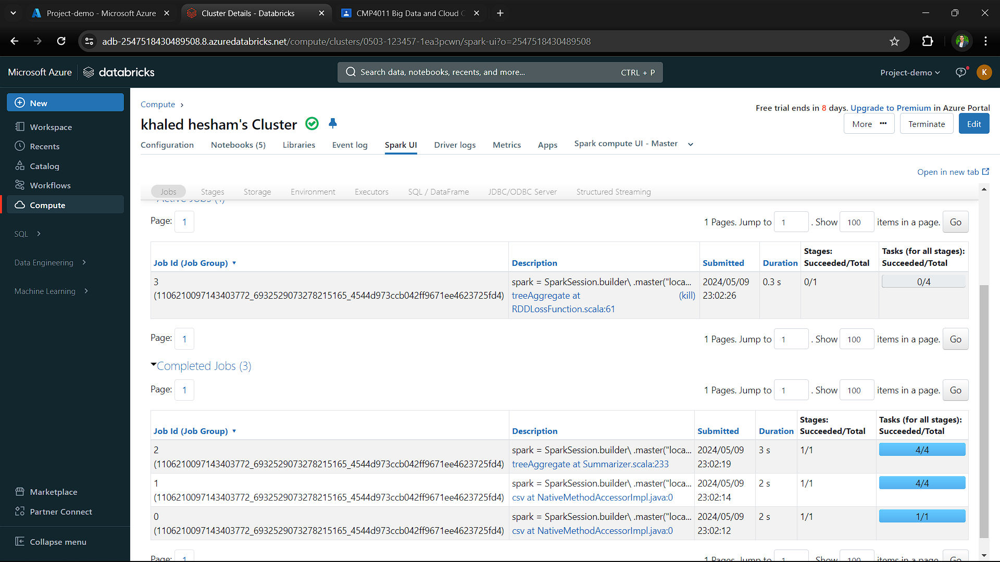 Project-demo - Microsoft Azure
Cluster Details - Databricks
CMP4011 Big Data and Cloud C
adb-2547518430489508.8.azuredatabricks.net/compute/clusters/0503-123457-1ea3pcwn/spark-ui?o=2547518430489508
Microsoft Azure databricks
Search data, notebooks, recents, and more... CTRL + P
Project-demo
K
New
Workspace
Recents
Catalog
Workflows
Compute
SQL
Data Engineering
Machine Learning
Marketplace
Partner Connect
Collapse menu
Compute
Free trial ends in 8 days. Upgrade to Premium in Azure Portal
khaled hesham's Cluster
More ... Terminate Edit
Configuration Notebooks (5) Libraries Event log Spark UI Driver logs Metrics Apps Spark compute UI - Master
Open in new tab
Jobs Stages Storage Environment Executors SQL / DataFrame JDBC/ODBC Server Structured Streaming
Active Jobs (1)
Page: 1 1 Pages. Jump to 1 . Show 100 items in a page. Go
Job Id (Job Group) ▾ Description Submitted Duration Stages: Succeeded/Total Tasks (for all stages): Succeeded/Total
3 spark = SparkSession.builder\ .master("loca... 2024/05/09 0.3 s 0/1 0/4
(1106210097143403772_6932529073278215165_4544d973ccb042ff9671ee4623725fd4) treeAggregate at (kill) 23:02:26
RDDLossFunction.scala:61
Page: 1 1 Pages. Jump to 1 . Show 100 items in a page. Go
Completed Jobs (3)
Page: 1 1 Pages. Jump to 1 . Show 100 items in a page. Go
Job Id (Job Group) ▾ Description Submitted Duration Stages: Succeeded/Total Tasks (for all stages): Succeeded/Total
2 spark = SparkSession.builder\ .master("loca... 2024/05/09 3 s 1/1 4/4
(1106210097143403772_6932529073278215165_4544d973ccb042ff9671ee4623725fd4) treeAggregate at Summarizer.scala:233 23:02:19
1 spark = SparkSession.builder\ .master("loca... 2024/05/09 2 s 1/1 4/4
(1106210097143403772_6932529073278215165_4544d973ccb042ff9671ee4623725fd4) csv at NativeMethodAccessorImpl.java:0 23:02:14
0 spark = SparkSession.builder\ .master("loca... 2024/05/09 2 s 1/1 1/1
(1106210097143403772_6932529073278215165_4544d973ccb042ff9671ee4623725fd4) csv at NativeMethodAccessorImpl.java:0 23:02:12
Page: 1 1 Pages. Jump to 1 . Show 100 items in a page. Go